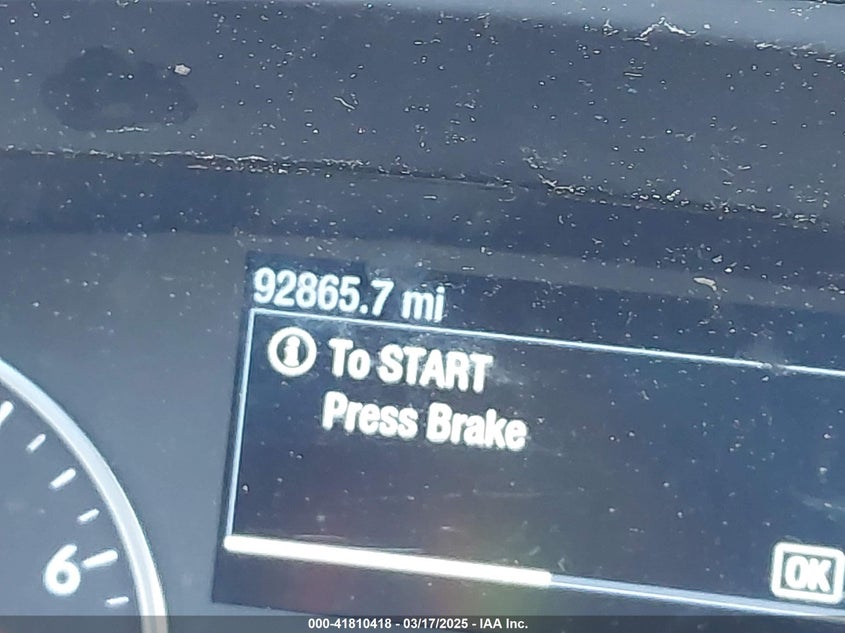 92865.7 mi
To START
Press Brake
6
OK
000-41810418 - 03/17/2025 - IAA Inc.